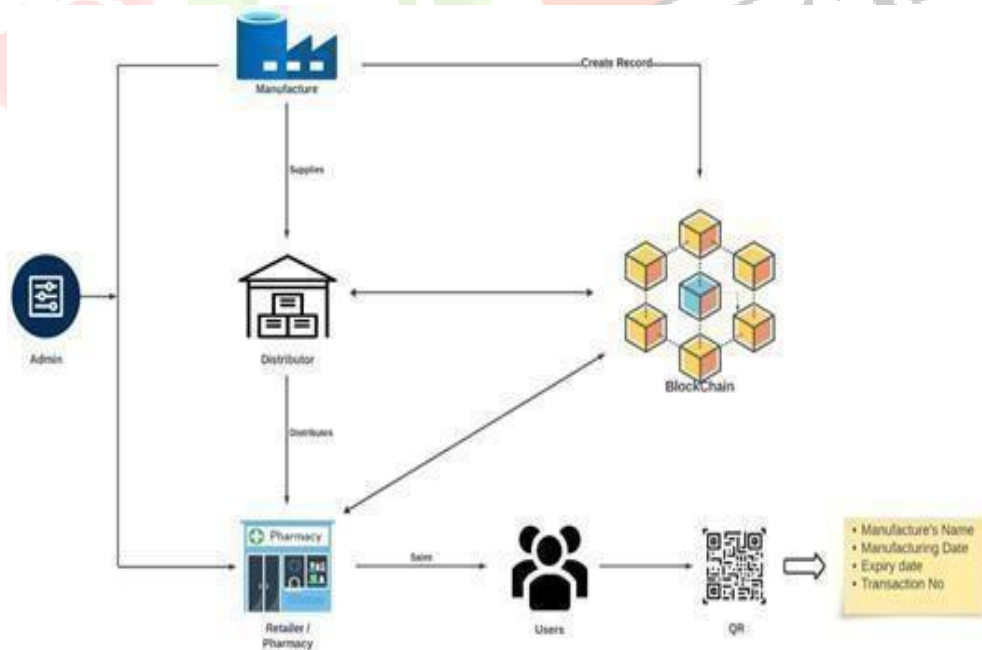 Manufacture
Create Record
Supplies
Admin
Distributor
BlockChain
Distributes
Pharmacy
Sales
Retailer /
Pharmacy
Users
QR
• Manufacture's Name
• Manufacturing Date
• Expiry date
• Transaction No